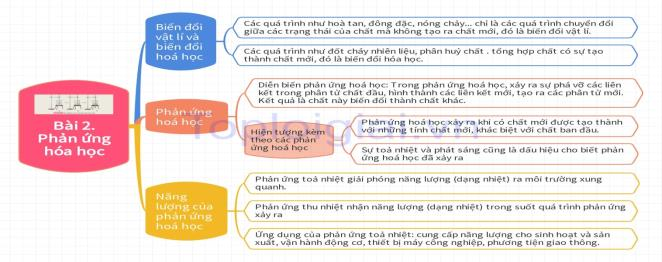 Bài 2.
Phản ứng
hóa học
Biến đổi
vật lí và
biến đổi
hoá học
Các quá trình như hoà tan, đông đặc, nóng chảy... chỉ là các quá trình chuyển đổi
giữa các trạng thái của chất mà không tạo ra chất mới, đó là biến đổi vật lí.
Các quá trình như đốt cháy nhiên liệu, phân huỷ chất . tổng hợp chất có sự tạo
thành chất mới, đó là biến đổi hóa học.
Phản ứng
hoá học
Diễn biến phản ứng hoá học: Trong phản ứng hoá học, xảy ra sự phá vỡ các liên
kết trong phân tử chất đầu, hình thành các liên kết mới, tạo ra các phân tử mới.
Kết quả là chất này biến đổi thành chất khác.
Hiện tượng kèm
theo các phản
ứng hoá học
Phản ứng hoá học xảy ra khi có chất mới được tạo thành
với những tính chất mới, khác biệt với chất ban đầu.
Sự toả nhiệt và phát sáng cũng là dấu hiệu cho biết phản
ứng hoá học đã xảy ra
Năng
lượng của
phản ứng
hoá học
Phản ứng toả nhiệt giải phóng năng lượng (dạng nhiệt) ra môi trường xung
quanh.
Phản ứng thu nhiệt nhận năng lượng (dạng nhiệt) trong suốt quá trình phản ứng
xảy ra
Ứng dụng của phản ứng toả nhiệt: cung cấp năng lượng cho sinh hoạt và sản
xuất, vận hành động cơ, thiết bị máy công nghiệp, phương tiện giao thông.
Toploigiai.vn